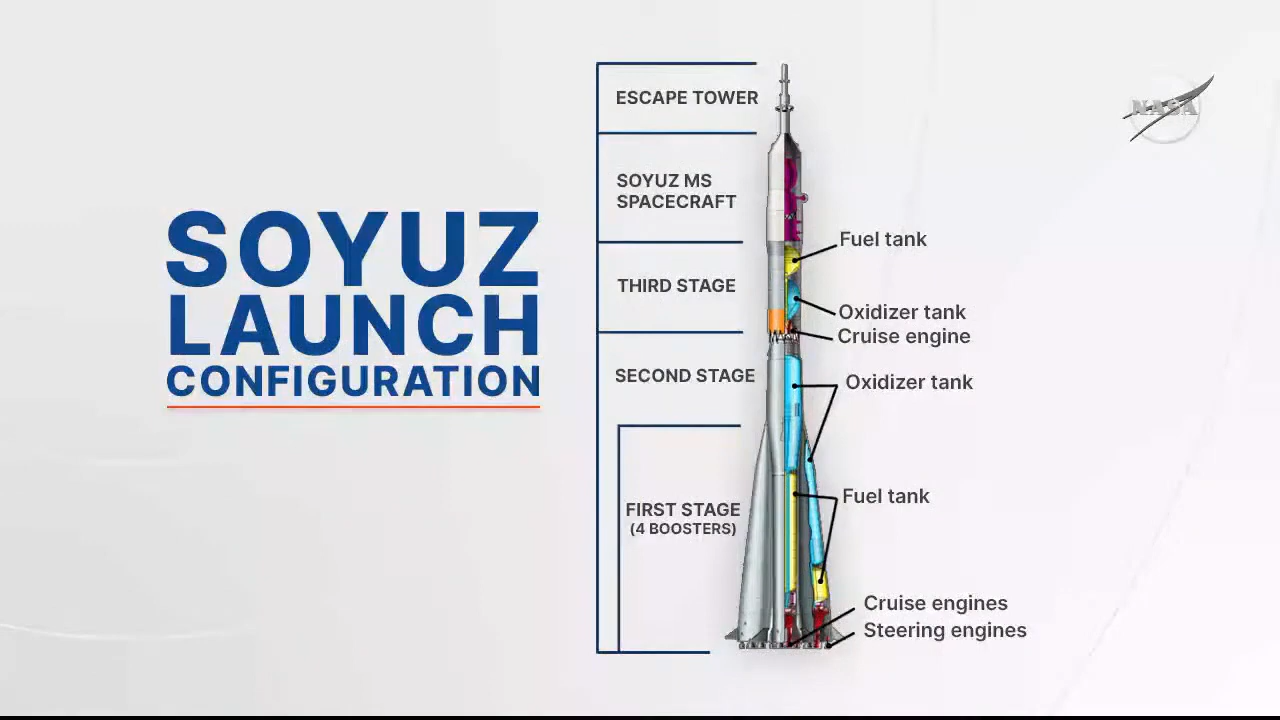 SOYUZ
LAUNCH
CONFIGURATION
ESCAPE TOWER
SOYUZ MS
SPACECRAFT
THIRD STAGE
SECOND STAGE
FIRST STAGE
(4 BOOSTERS)
Fuel tank
Oxidizer tank
Cruise engine
Oxidizer tank
Fuel tank
Cruise engines
Steering engines
NASA